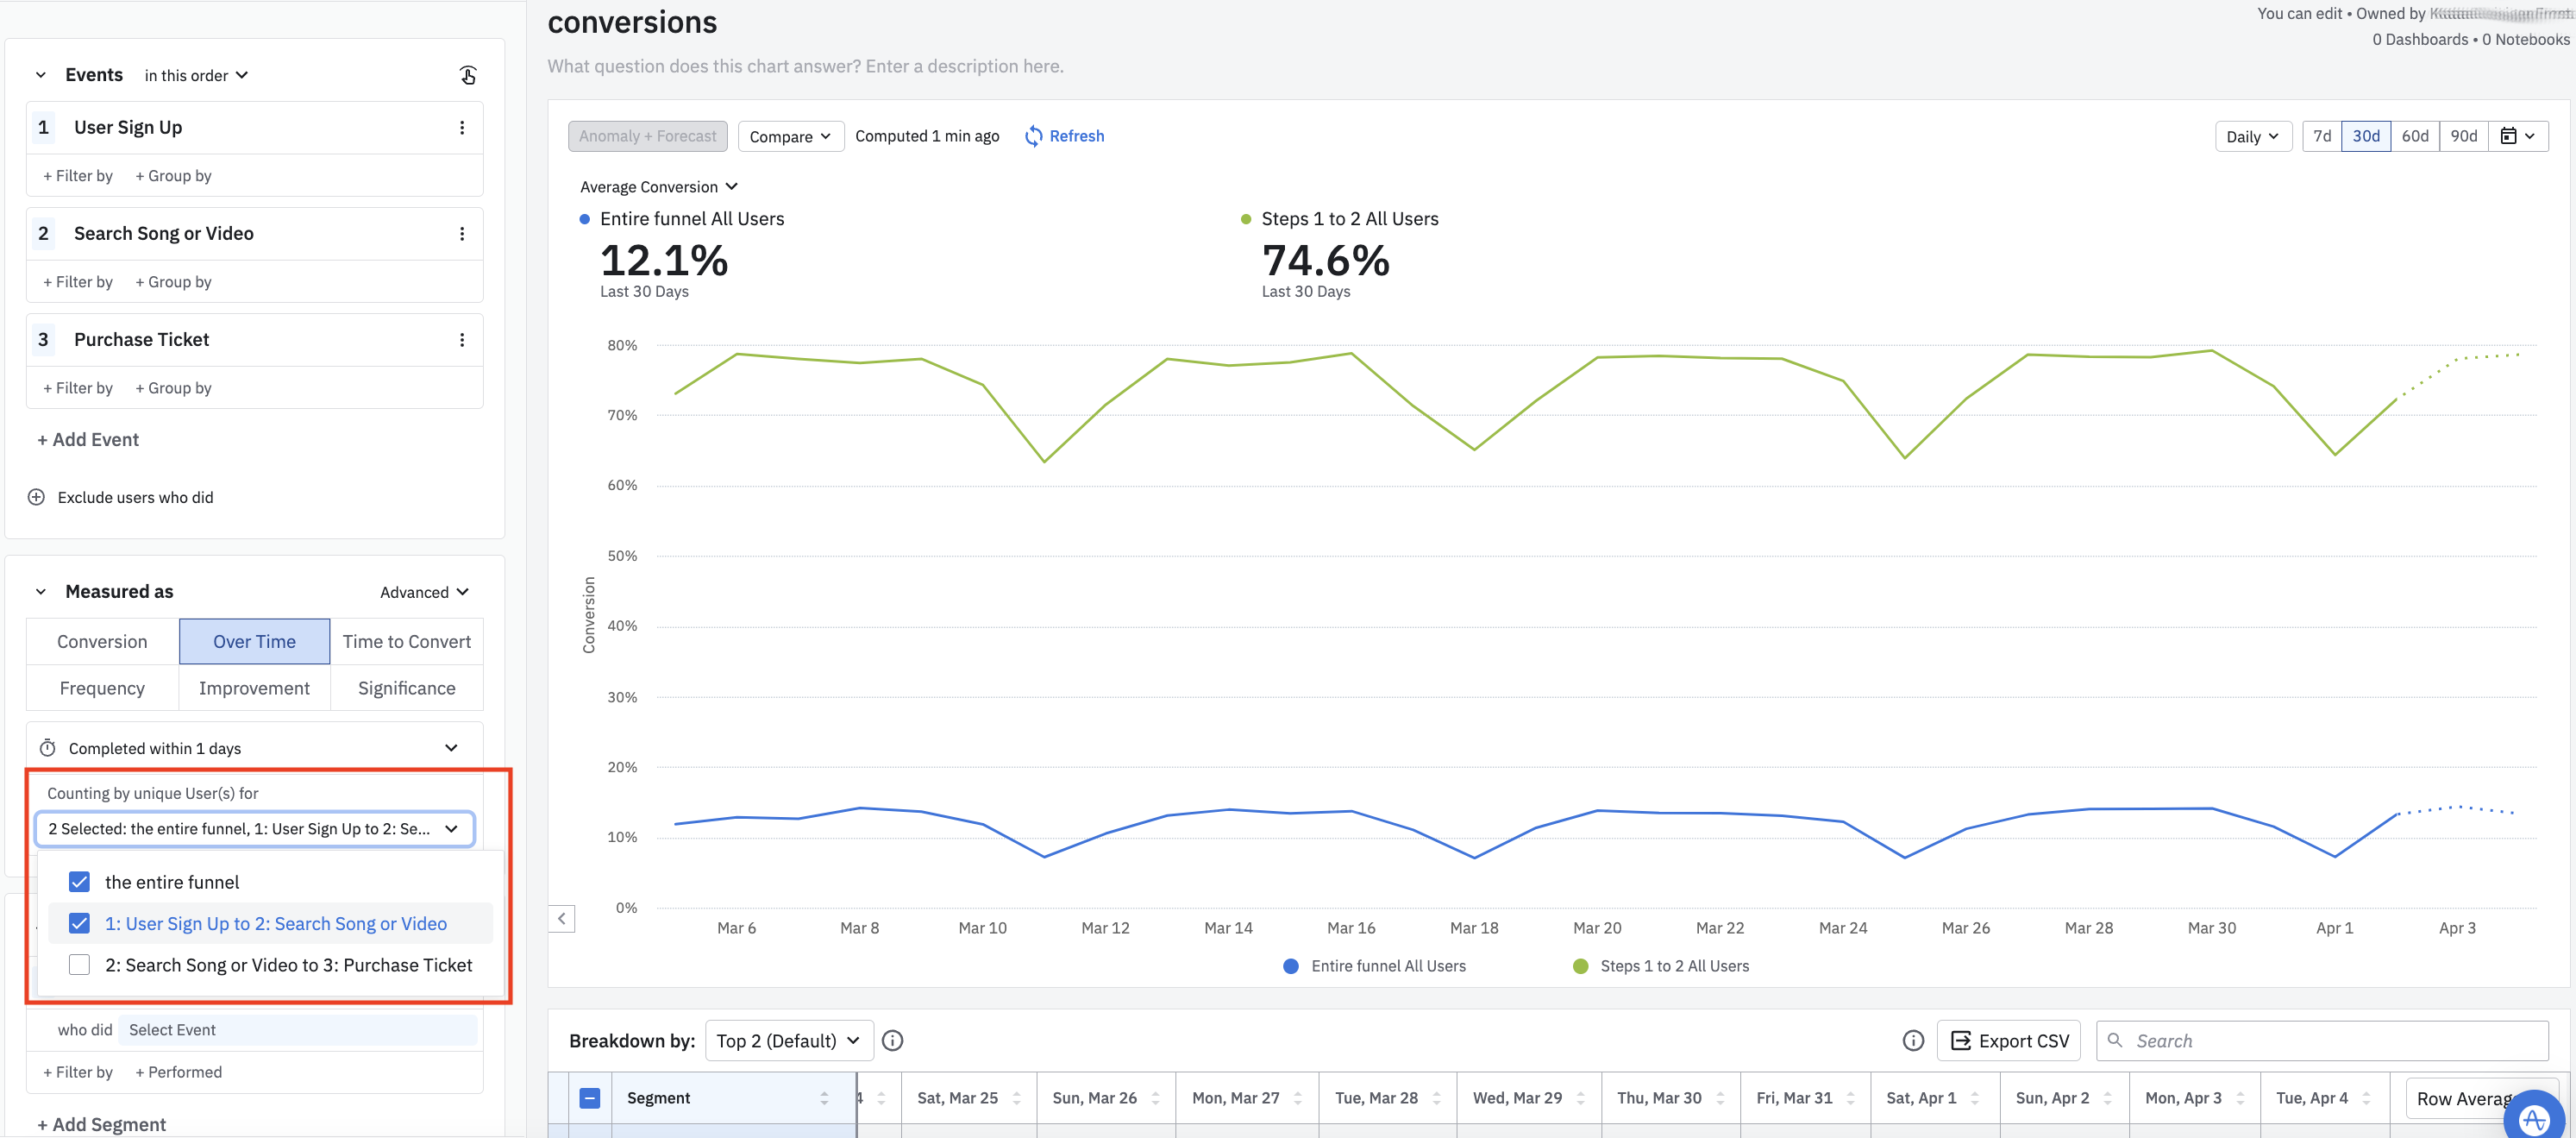 conversions
You can edit • Owned by
What question does this chart answer? Enter a description here.
0 Dashboards • 0 Notebooks
Events in this order
1 User Sign Up
+ Filter by + Group by
2 Search Song or Video
+ Filter by + Group by
3 Purchase Ticket
+ Filter by + Group by
+ Add Event
Exclude users who did
Measured as Advanced
Conversion Over Time Time to Convert
Frequency Improvement Significance
Completed within 1 days
Counting by unique User(s) for
2 Selected: the entire funnel, 1: User Sign Up to 2: Se...
the entire funnel
1: User Sign Up to 2: Search Song or Video
2: Search Song or Video to 3: Purchase Ticket
who did Select Event
+ Filter by + Performed
+ Add Segment
Anomaly + Forecast Compare Computed 1 min ago Refresh
Daily 7d 30d 60d 90d
Average Conversion
Entire funnel All Users
12.1%
Last 30 Days
Steps 1 to 2 All Users
74.6%
Last 30 Days
80%
70%
60%
50%
40%
30%
20%
10%
0%
Conversion
Mar 6 Mar 8 Mar 10 Mar 12 Mar 14 Mar 16 Mar 18 Mar 20 Mar 22 Mar 24 Mar 26 Mar 28 Mar 30 Apr 1 Apr 3
Entire funnel All Users Steps 1 to 2 All Users
Breakdown by: Top 2 (Default) Export CSV Search
Segment 4 Sat, Mar 25 Sun, Mar 26 Mon, Mar 27 Tue, Mar 28 Wed, Mar 29 Thu, Mar 30 Fri, Mar 31 Sat, Apr 1 Sun, Apr 2 Mon, Apr 3 Tue, Apr 4 Row Averag